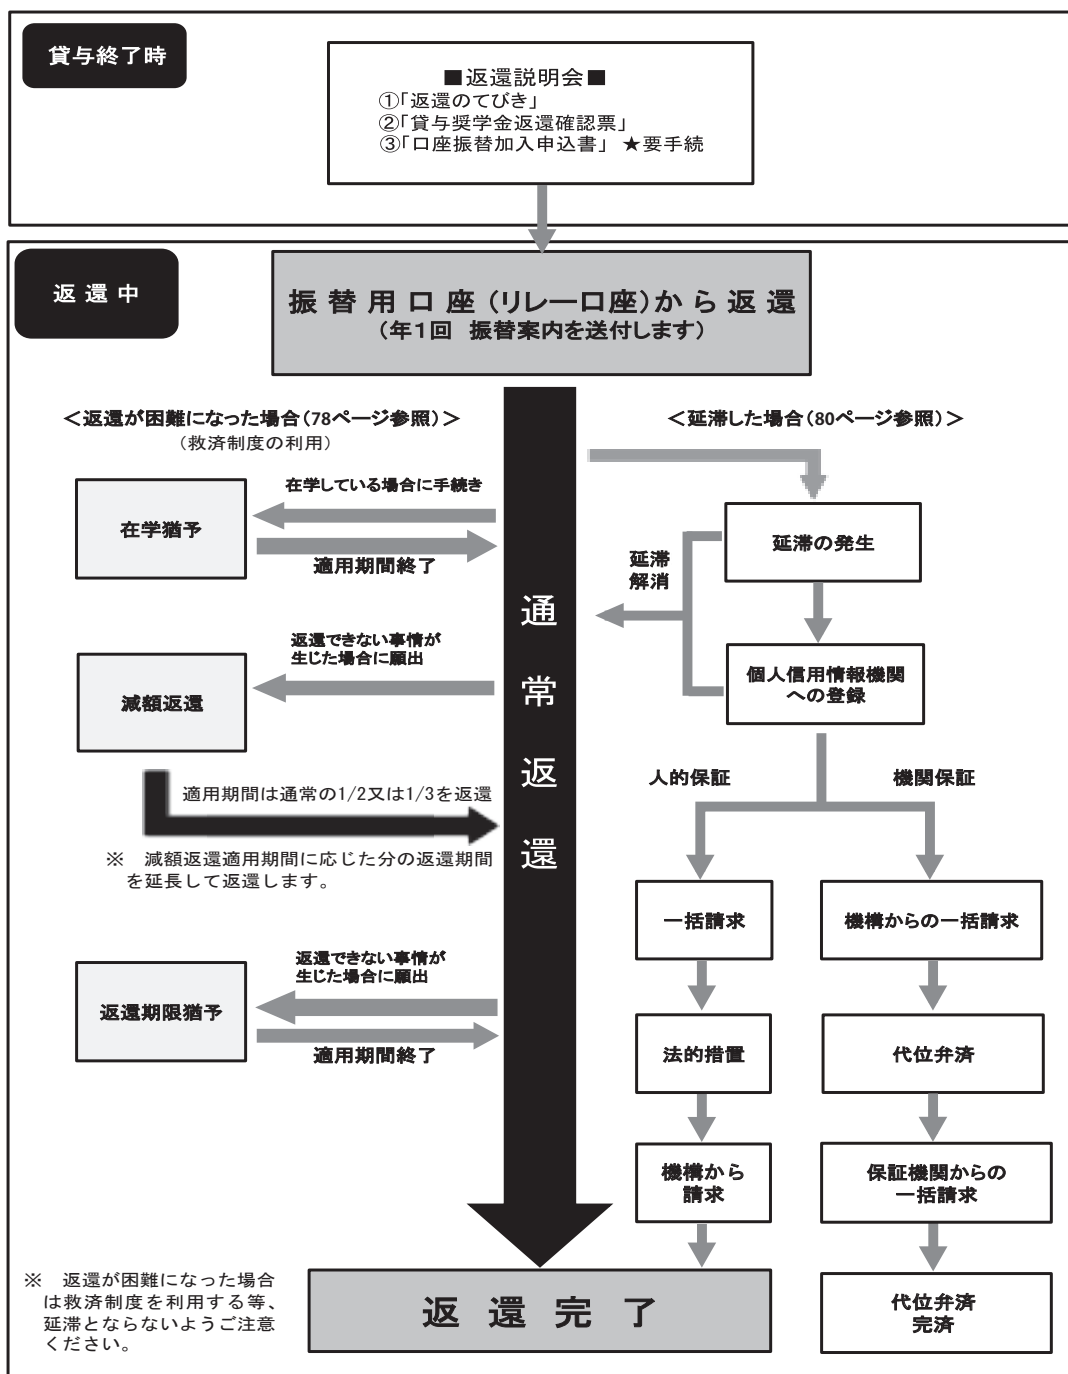 貸与終了時
■返還説明会■
①「返還のてびき」
②「貸与奨学金返還確認票」
③「口座振替加入申込書」 ★要手続
返還中
振替用口座(リレー口座)から返還
(年1回 振替案内を送付します)
<返還が困難になった場合(78ページ参照)>
(救済制度の利用)
在学猶予
在学している場合に手続き
適用期間終了
減額返還
返還できない事情が
生じた場合に願出
適用期間は通常の1/2又は1/3を返還
※ 減額返還適用期間に応じた分の返還期間
を延長して返還します。
返還期限猶予
返還できない事情が
生じた場合に願出
適用期間終了
通常返還
<延滞した場合(80ページ参照)>
延滞の発生
延滞
解消
個人信用情報機関
への登録
人的保証
機関保証
一括請求
機構からの一括請求
法的措置
代位弁済
機構から
請求
保証機関からの
一括請求
※ 返還が困難になった場合
は救済制度を利用する等、
延滞とならないようご注意
ください。
返還完了
代位弁済
完済